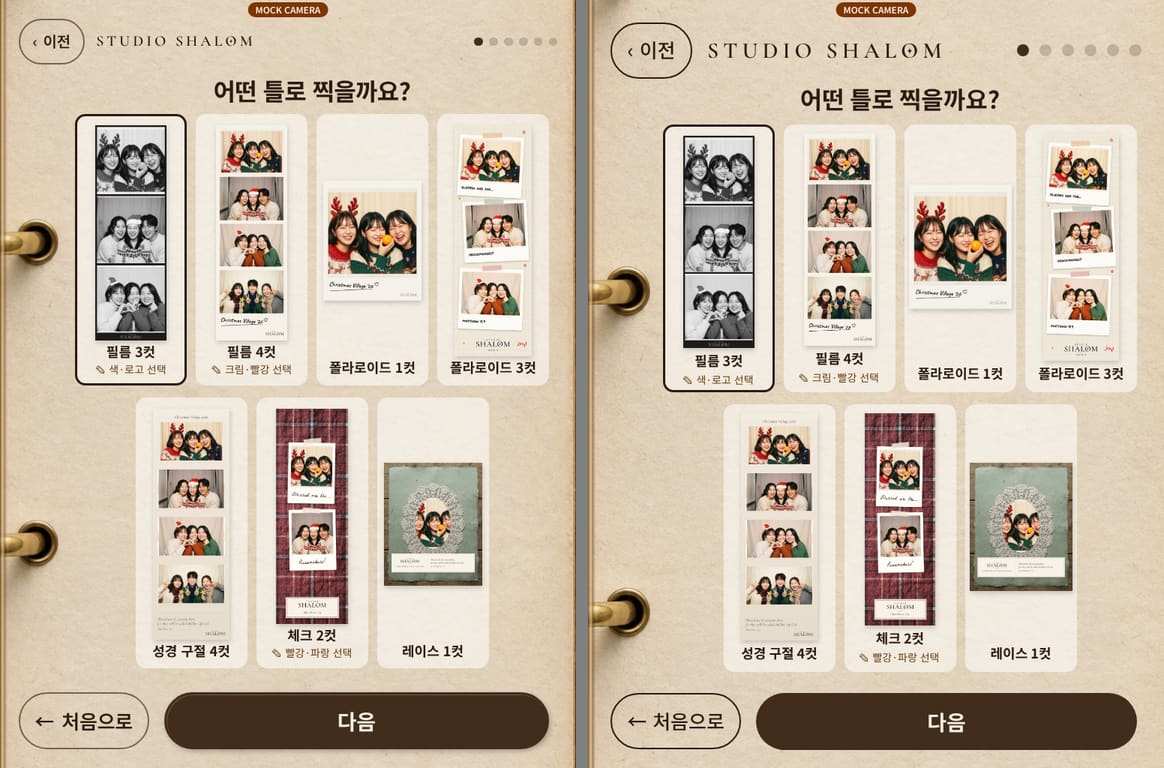 MOCK CAMERA
‹ 이전
STUDIO SHALOM
어떤 틀로 찍을까요?
Christmas Village '25
SHALOM
필름 3컷
✎ 색·로고 선택
필름 4컷
✎ 크림·빨강 선택
폴라로이드 1컷
폴라로이드 3컷
SHALOM
성경 구절 4컷
체크 2컷
✎ 빨강·파랑 선택
레이스 1컷
← 처음으로
다음
MOCK CAMERA
‹ 이전
STUDIO SHALOM
어떤 틀로 찍을까요?
SHALOM
필름 3컷
✎ 색·로고 선택
필름 4컷
✎ 크림·빨강 선택
폴라로이드 1컷
폴라로이드 3컷
SHALOM
성경 구절 4컷
체크 2컷
✎ 빨강·파랑 선택
레이스 1컷
← 처음으로
다음